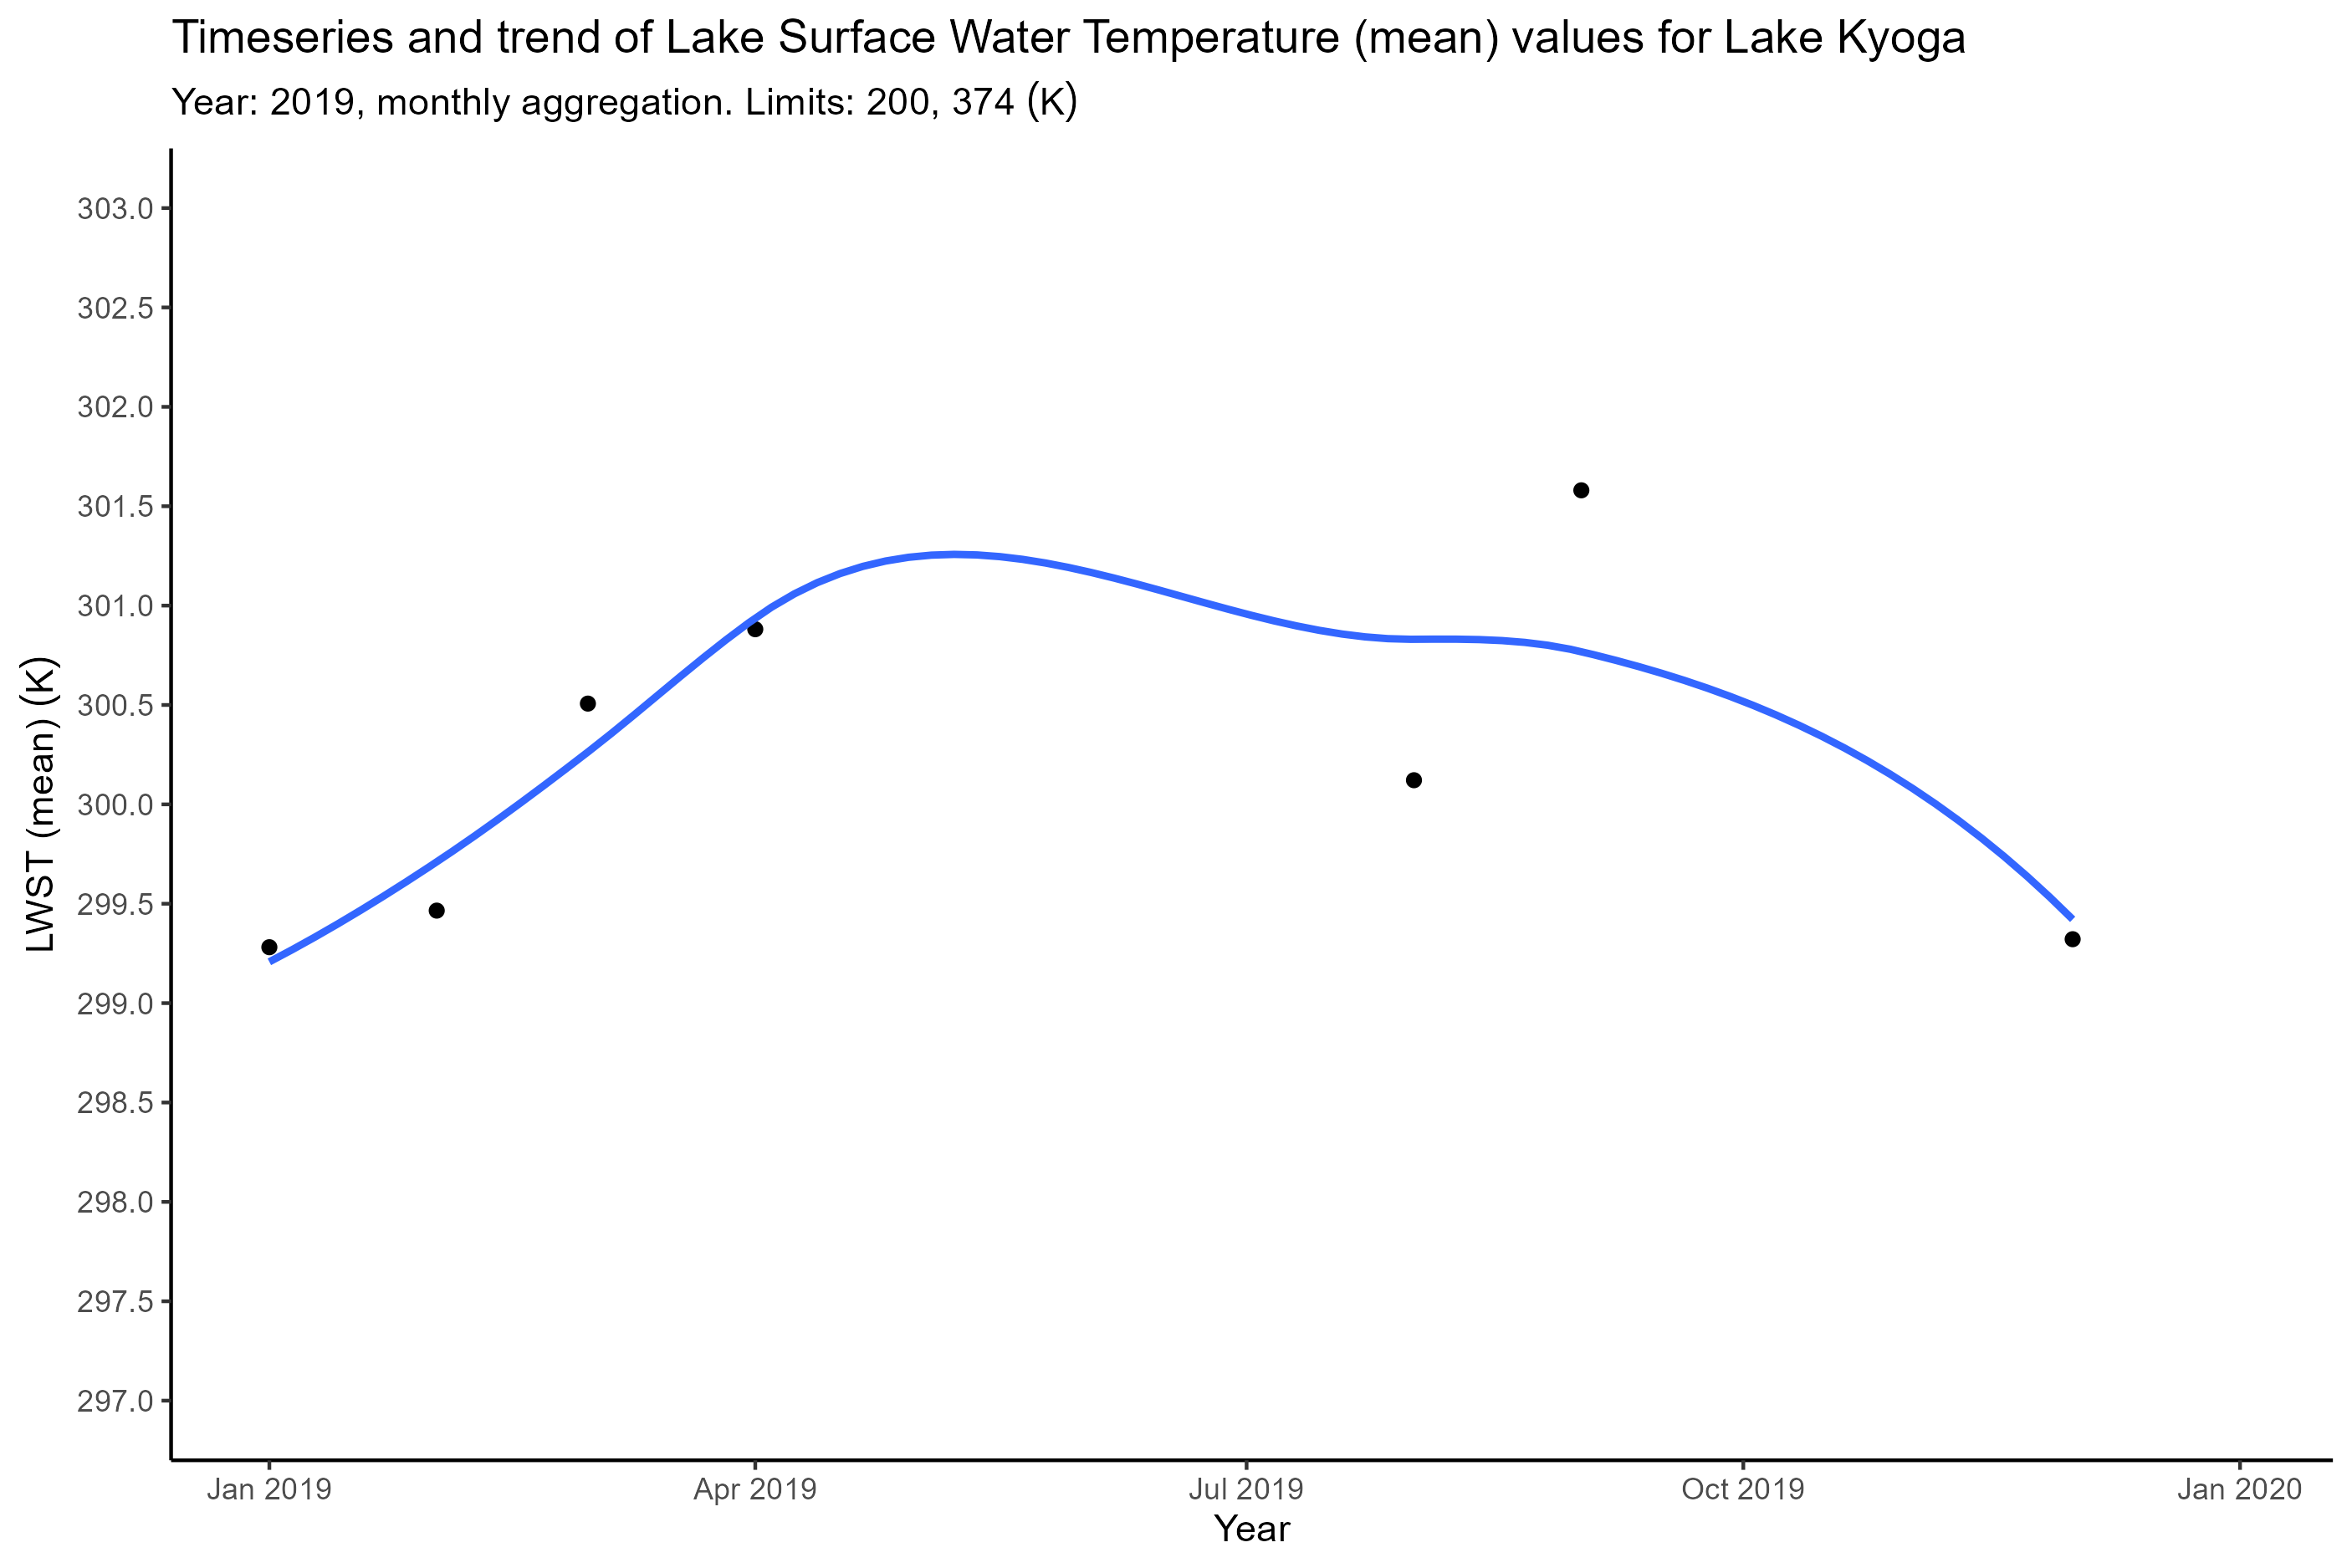 Timeseries and trend of Lake Surface Water Temperature (mean) values for Lake Kyoga
Year: 2019, monthly aggregation. Limits: 200, 374 (K)
LWST (mean) (K)
303.0
302.5
302.0
301.5
301.0
300.5
300.0
299.5
299.0
298.5
298.0
297.5
297.0
Jan 2019
Apr 2019
Jul 2019
Oct 2019
Jan 2020
Year